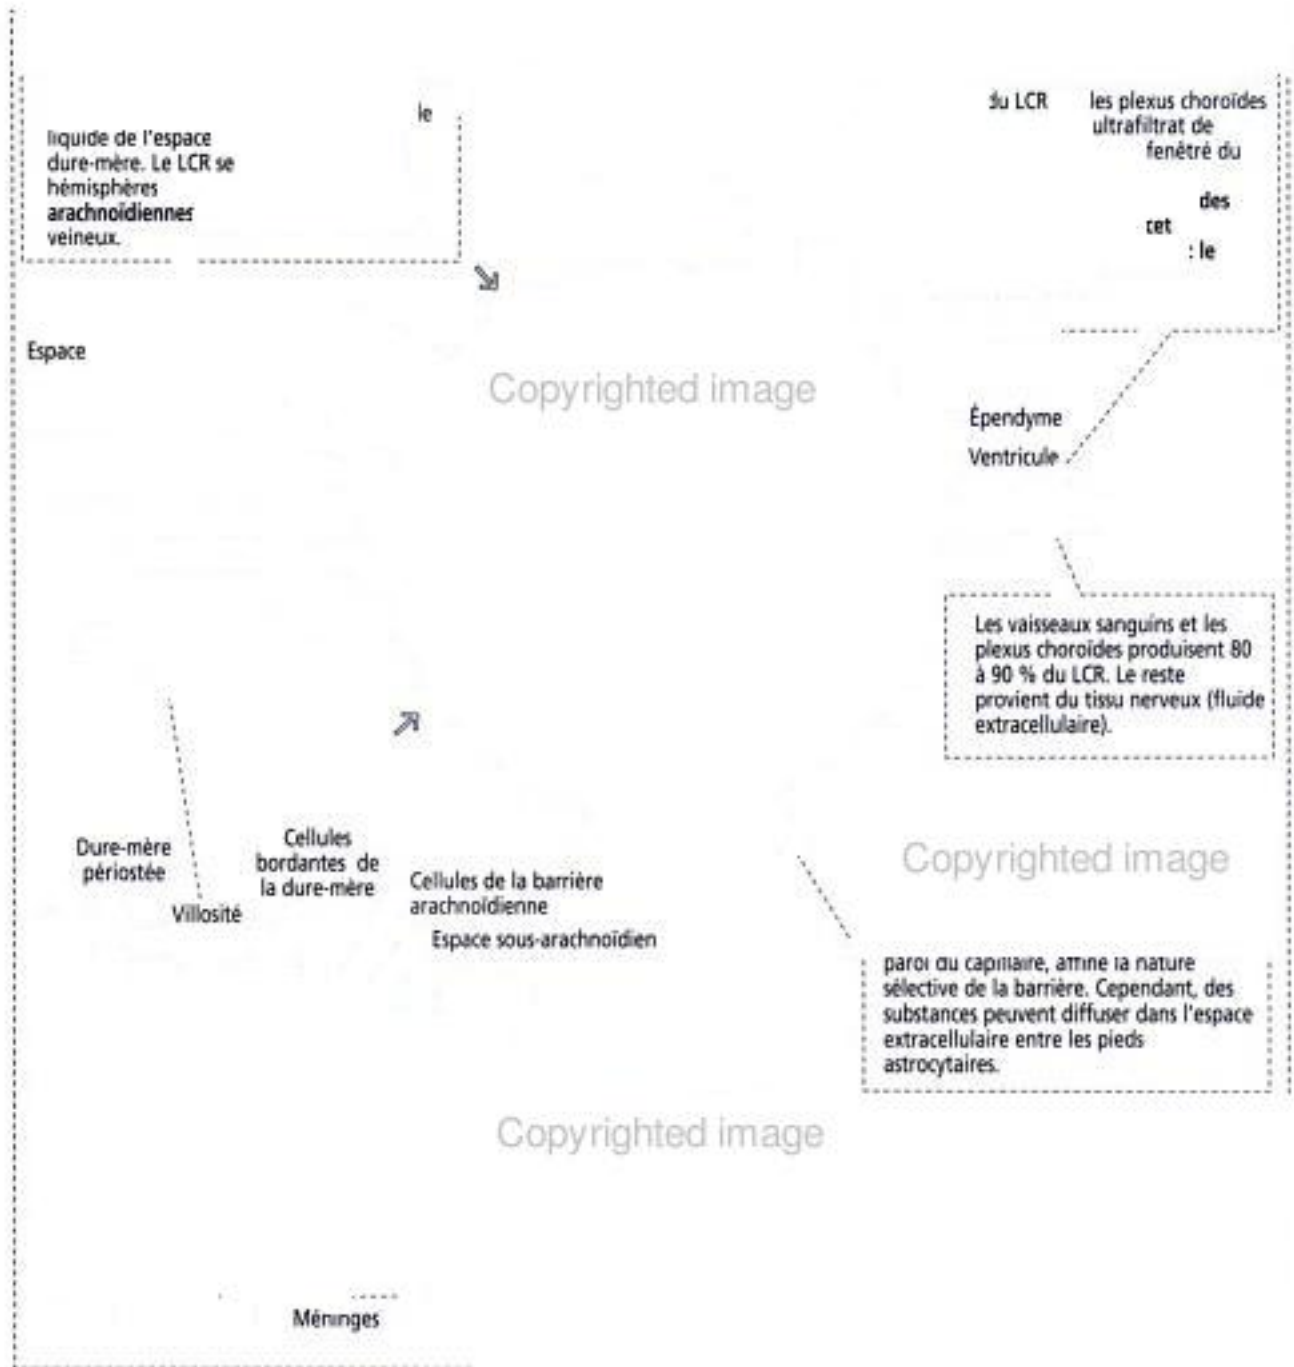 le
liquide de l'espace
dure-mère. Le LCR se
hémisphères
arachnoïdiennes
veineux.
du LCR les plexus choroïdes
ultrafiltrat de
fenêtré du
des
cet
: le
Espace
Copyrighted image
Épendyme
Ventricule
Les vaisseaux sanguins et les
plexus choroïdes produisent 80
à 90 % du LCR. Le reste
provient du tissu nerveux (fluide
extracellulaire).
Dure-mère
périostée
Villosité
Cellules
bordantes de
la dure-mère
Cellules de la barrière
arachnoïdienne
Espace sous-arachnoïdien
Copyrighted image
paroi du capillaire, affine la nature
sélective de la barrière. Cependant, des
substances peuvent diffuser dans l'espace
extracellulaire entre les pieds
astrocytaires.
Copyrighted image
Méninges